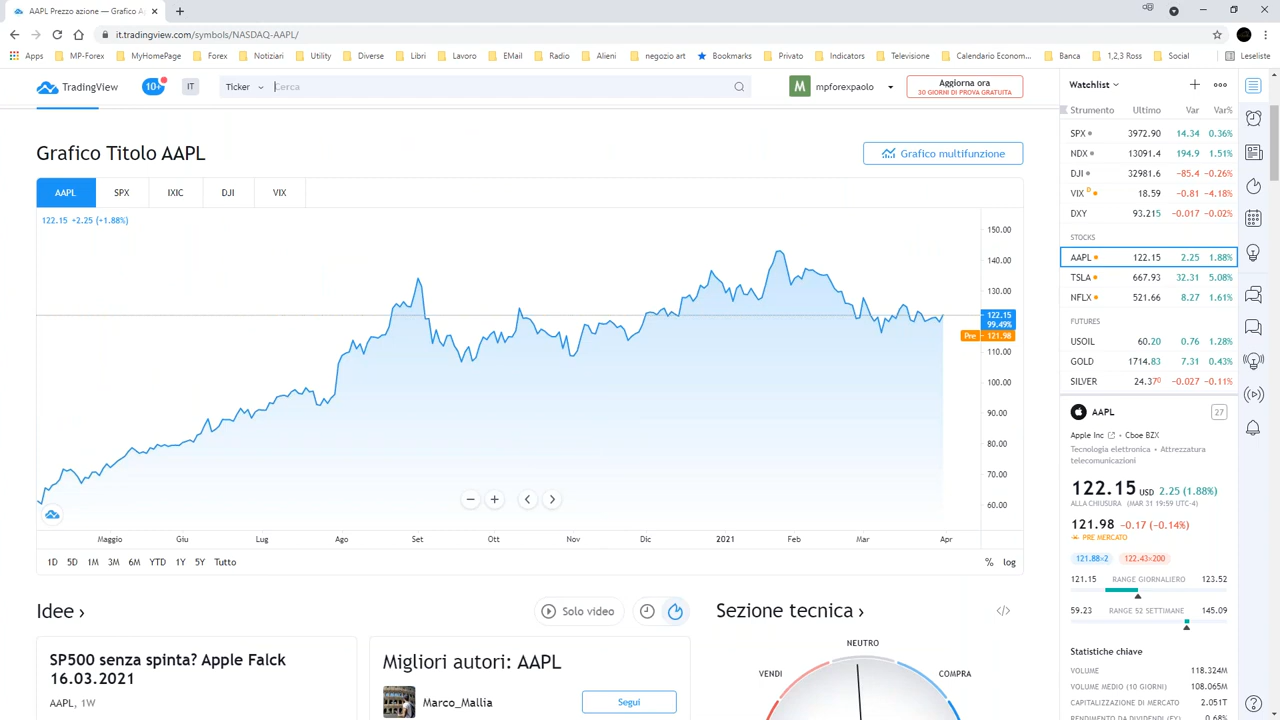 AAPL Prezzo azione — Grafico A
it.tradingview.com/symbols/NASDAQ-AAPL/
Apps MP-Forex MyHomePage Forex Notiziari Utility Diverse Libri Lavoro EMail Radio Alieni negozio art Bookmarks Privato Indicators Televisione Calendario Econom... Banca 1,2,3 Ross Social Leseliste
TradingView 10+ IT Ticker Cerca M mpforexpaolo
Aggiorna ora
30 GIORNI DI PROVA GRATUITA
Grafico Titolo AAPL
Grafico multifunzione
AAPL SPX IXIC DJI VIX
122.15 +2.25 (+1.88%)
150.00
140.00
130.00
122.15
99.49%
Pre 121.98
110.00
100.00
90.00
80.00
70.00
60.00
Maggio Giu Lug Ago Set Ott Nov Dic 2021 Feb Mar Apr
1D 5D 1M 3M 6M YTD 1Y 5Y Tutto % log
Idee ›
Solo video
SP500 senza spinta? Apple Falck
16.03.2021
AAPL, 1W
Migliori autori: AAPL
Marco_Mallia Segui
Sezione tecnica ›
NEUTRO
VENDI COMPRA
Watchlist
Strumento Ultimo Var Var%
SPX 3972.90 14.34 0.36%
NDX 13091.4 194.9 1.51%
DJI 32981.6 −85.4 −0.26%
VIX D 18.59 −0.81 −4.18%
DXY 93.215 −0.017 −0.02%
STOCKS
AAPL 122.15 2.25 1.88%
TSLA 667.93 32.31 5.08%
NFLX 521.66 8.27 1.61%
FUTURES
USOIL 60.20 0.76 1.28%
GOLD 1714.83 7.31 0.43%
SILVER 24.370 −0.027 −0.11%
AAPL 27
Apple Inc • Cboe BZX
Tecnologia elettronica • Attrezzatura
telecomunicazioni
122.15 USD 2.25 (1.88%)
ALLA CHIUSURA (MAR 31 19:59 UTC-4)
121.98 −0.17 (−0.14%)
PRE MERCATO
121.88×2 122.43×200
121.15 RANGE GIORNALIERO 123.52
59.23 RANGE 52 SETTIMANE 145.09
Statistiche chiave
VOLUME 118.324M
VOLUME MEDIO (10 GIORNI) 108.065M
CAPITALIZZAZIONE DI MERCATO 2.051T
RENDIMENTO DA DIVIDENDI (FY) 0.68%